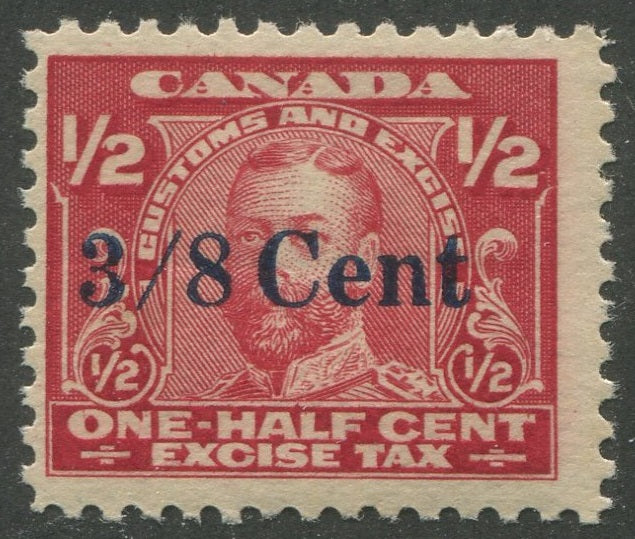 CANADA
1/2 1/2
CUSTOMS AND EXCISE
3/8 Cent
1/2 1/2
ONE-HALF CENT
EXCISE TAX